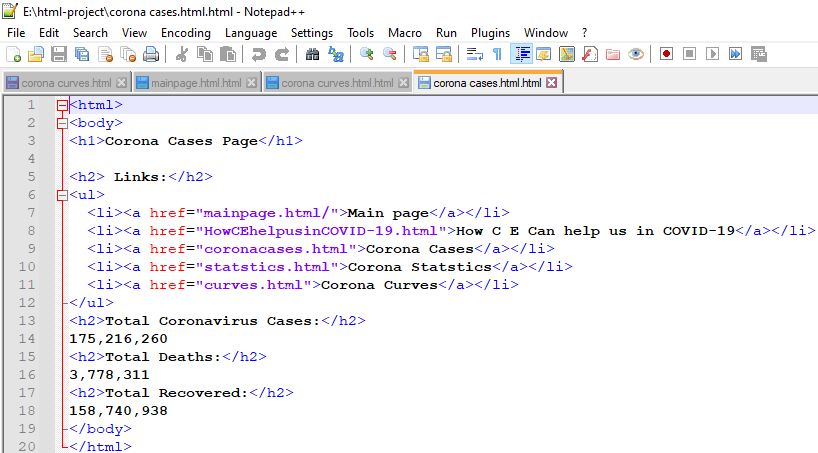 E:\html-project\corona cases.html.html - Notepad++
File Edit Search View Encoding Language Settings Tools Macro Run Plugins Window ?
corona curves.html mainpage.html.html corona curves.html.html corona cases.html.html
1 <html>
2 <body>
3 <h1>Corona Cases Page</h1>
4
5 <h2> Links:</h2>
6 <ul>
7 <li><a href="mainpage.html/">Main page</a></li>
8 <li><a href="HowCEhelpusinCOVID-19.html">How C E Can help us in COVID-19</a></li>
9 <li><a href="coronacases.html">Corona Cases</a></li>
10 <li><a href="statstics.html">Corona Statstics</a></li>
11 <li><a href="curves.html">Corona Curves</a></li>
12 </ul>
13 <h2>Total Coronavirus Cases:</h2>
14 175,216,260
15 <h2>Total Deaths:</h2>
16 3,778,311
17 <h2>Total Recovered:</h2>
18 158,740,938
19 </body>
20 </html>